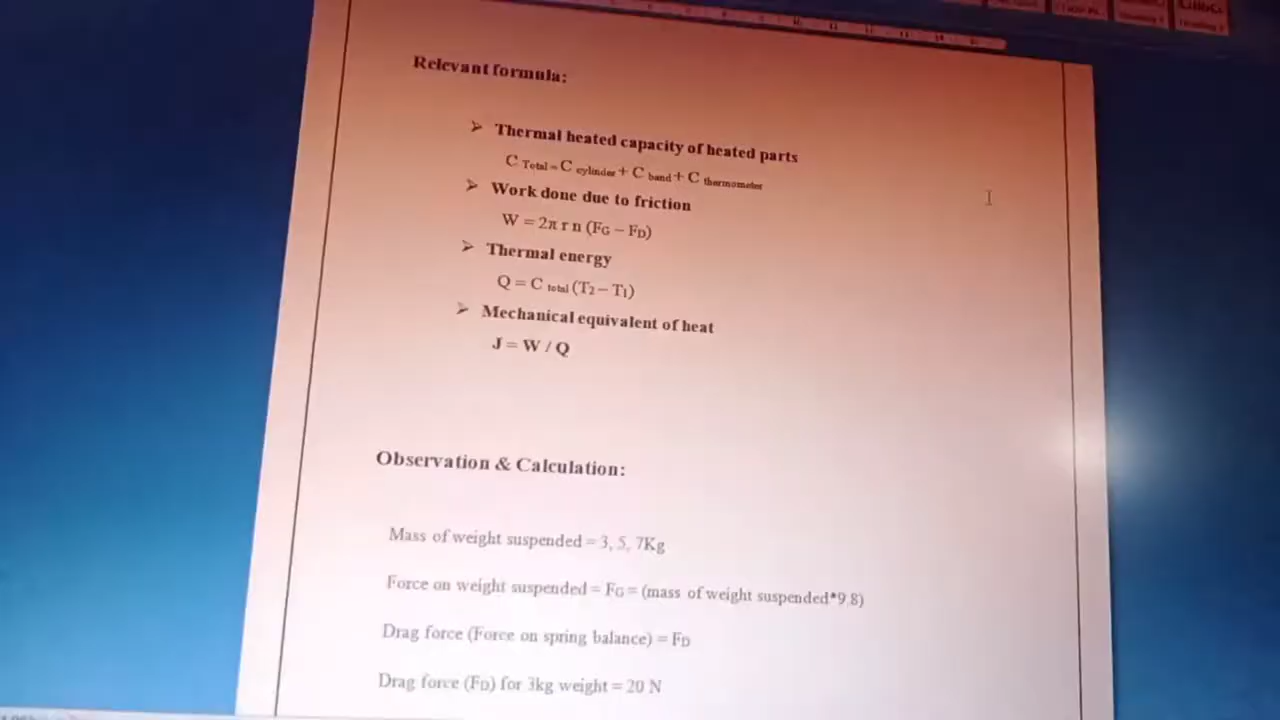 Relevant formula:
➢ Thermal heated capacity of heated parts
C Total = C cylinder + C band + C thermometer
➢ Work done due to friction
W = 2π r n (FG – FD)
➢ Thermal energy
Q = C total (T2 – T1)
➢ Mechanical equivalent of heat
J = W / Q
Observation & Calculation:
Mass of weight suspended = 3, 5, 7Kg
Force on weight suspended = FG = (mass of weight suspended*9.8)
Drag force (Force on spring balance) = FD
Drag force (FD) for 3kg weight = 20 N